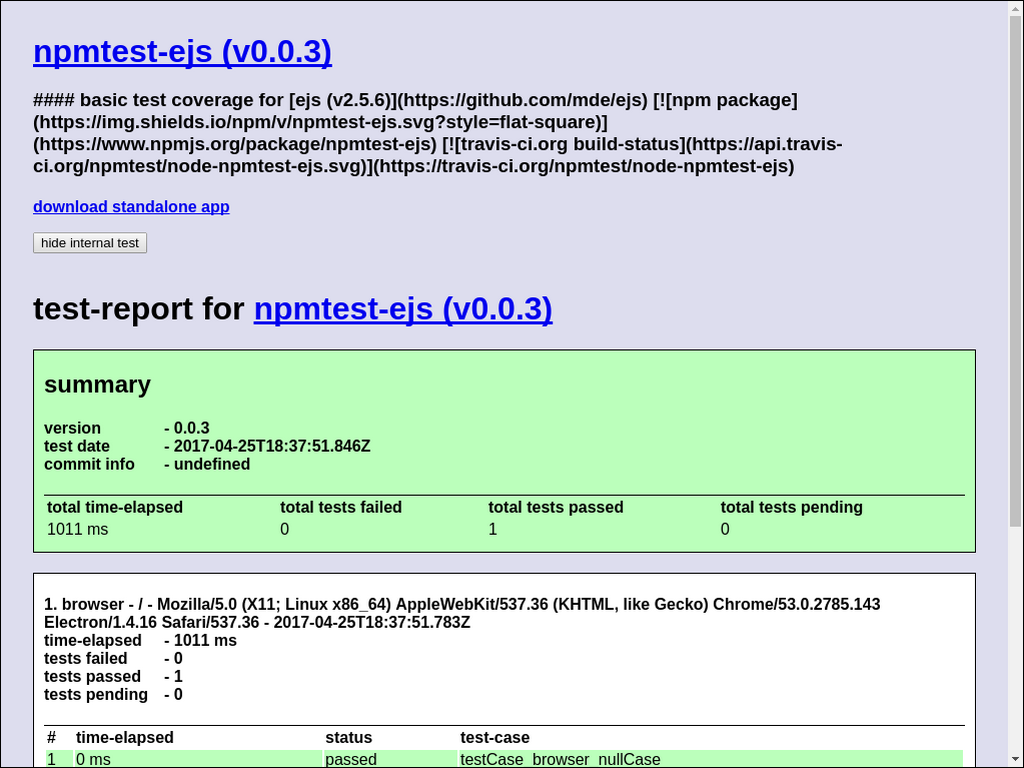 npmtest-ejs (v0.0.3)
#### basic test coverage for [ejs (v2.5.6)](https://github.com/mde/ejs) [![npm package]
(https://img.shields.io/npm/v/npmtest-ejs.svg?style=flat-square)]
(https://www.npmjs.org/package/npmtest-ejs) [![travis-ci.org build-status](https://api.travis-
ci.org/npmtest/node-npmtest-ejs.svg)](https://travis-ci.org/npmtest/node-npmtest-ejs)
download standalone app
hide internal test
test-report for npmtest-ejs (v0.0.3)
summary
version - 0.0.3
test date - 2017-04-25T18:37:51.846Z
commit info - undefined
total time-elapsed total tests failed total tests passed total tests pending
1011 ms 0 1 0
1. browser - / - Mozilla/5.0 (X11; Linux x86_64) AppleWebKit/537.36 (KHTML, like Gecko) Chrome/53.0.2785.143
Electron/1.4.16 Safari/537.36 - 2017-04-25T18:37:51.783Z
time-elapsed - 1011 ms
tests failed - 0
tests passed - 1
tests pending - 0
# time-elapsed status test-case
1 0 ms passed testCase_browser_nullCase